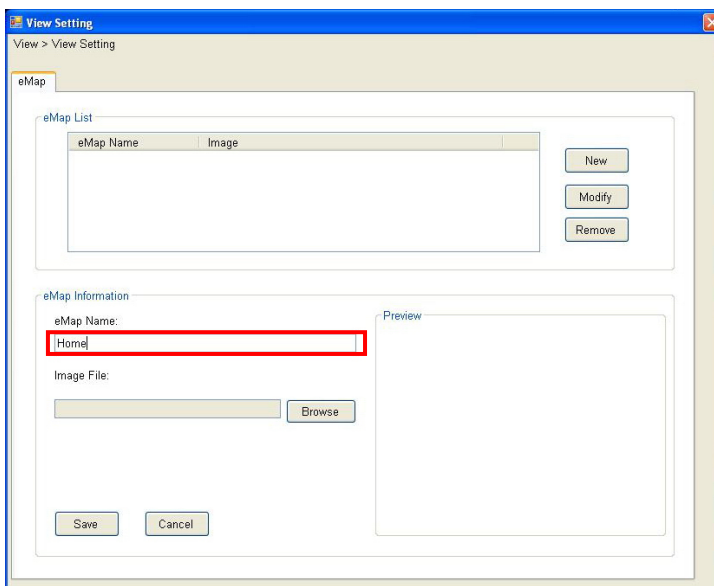 View Setting
View > View Setting
eMap
eMap List
eMap Name Image
New
Modify
Remove
eMap Information
eMap Name:
Preview
Home
Image File:
Browse
Save Cancel